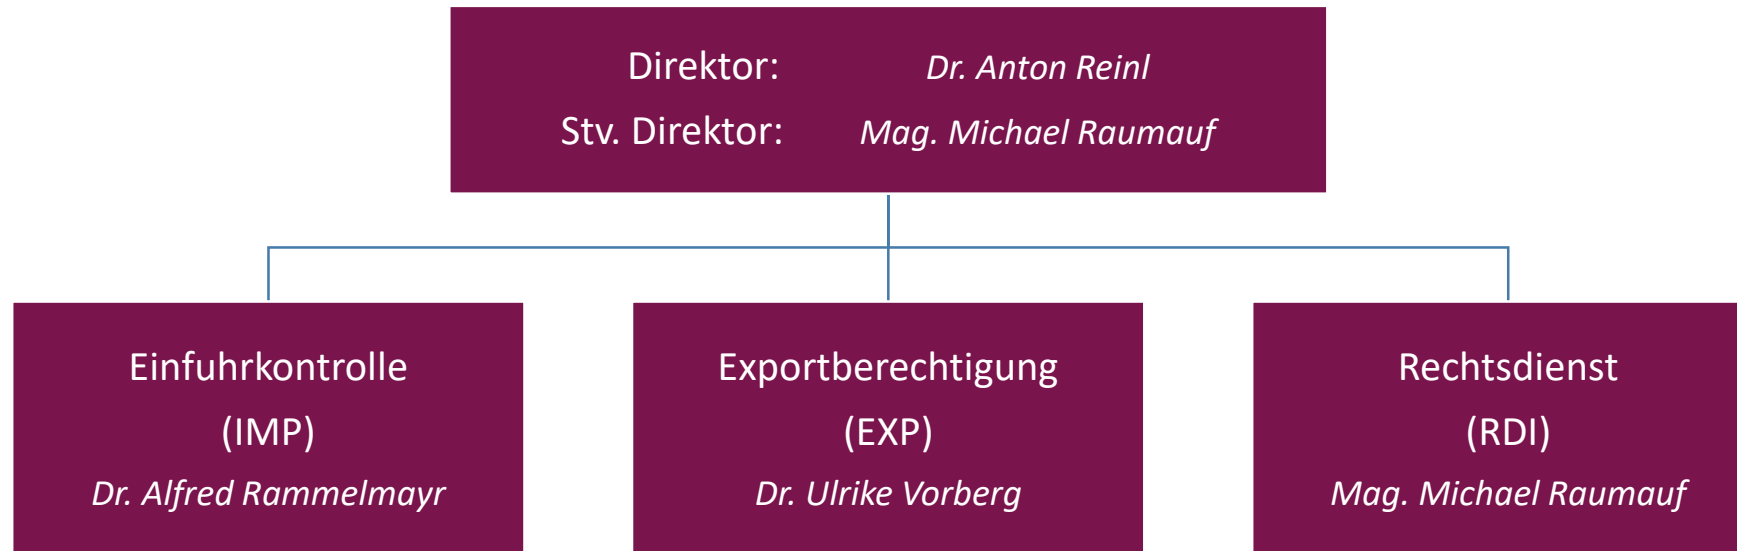 Direktor: Dr. Anton Reinl
Stv. Direktor: Mag. Michael Raumauf
Einfuhrkontrolle
(IMP)
Dr. Alfred Rammelmayr
Exportberechtigung
(EXP)
Dr. Ulrike Vorberg
Rechtsdienst
(RDI)
Mag. Michael Raumauf